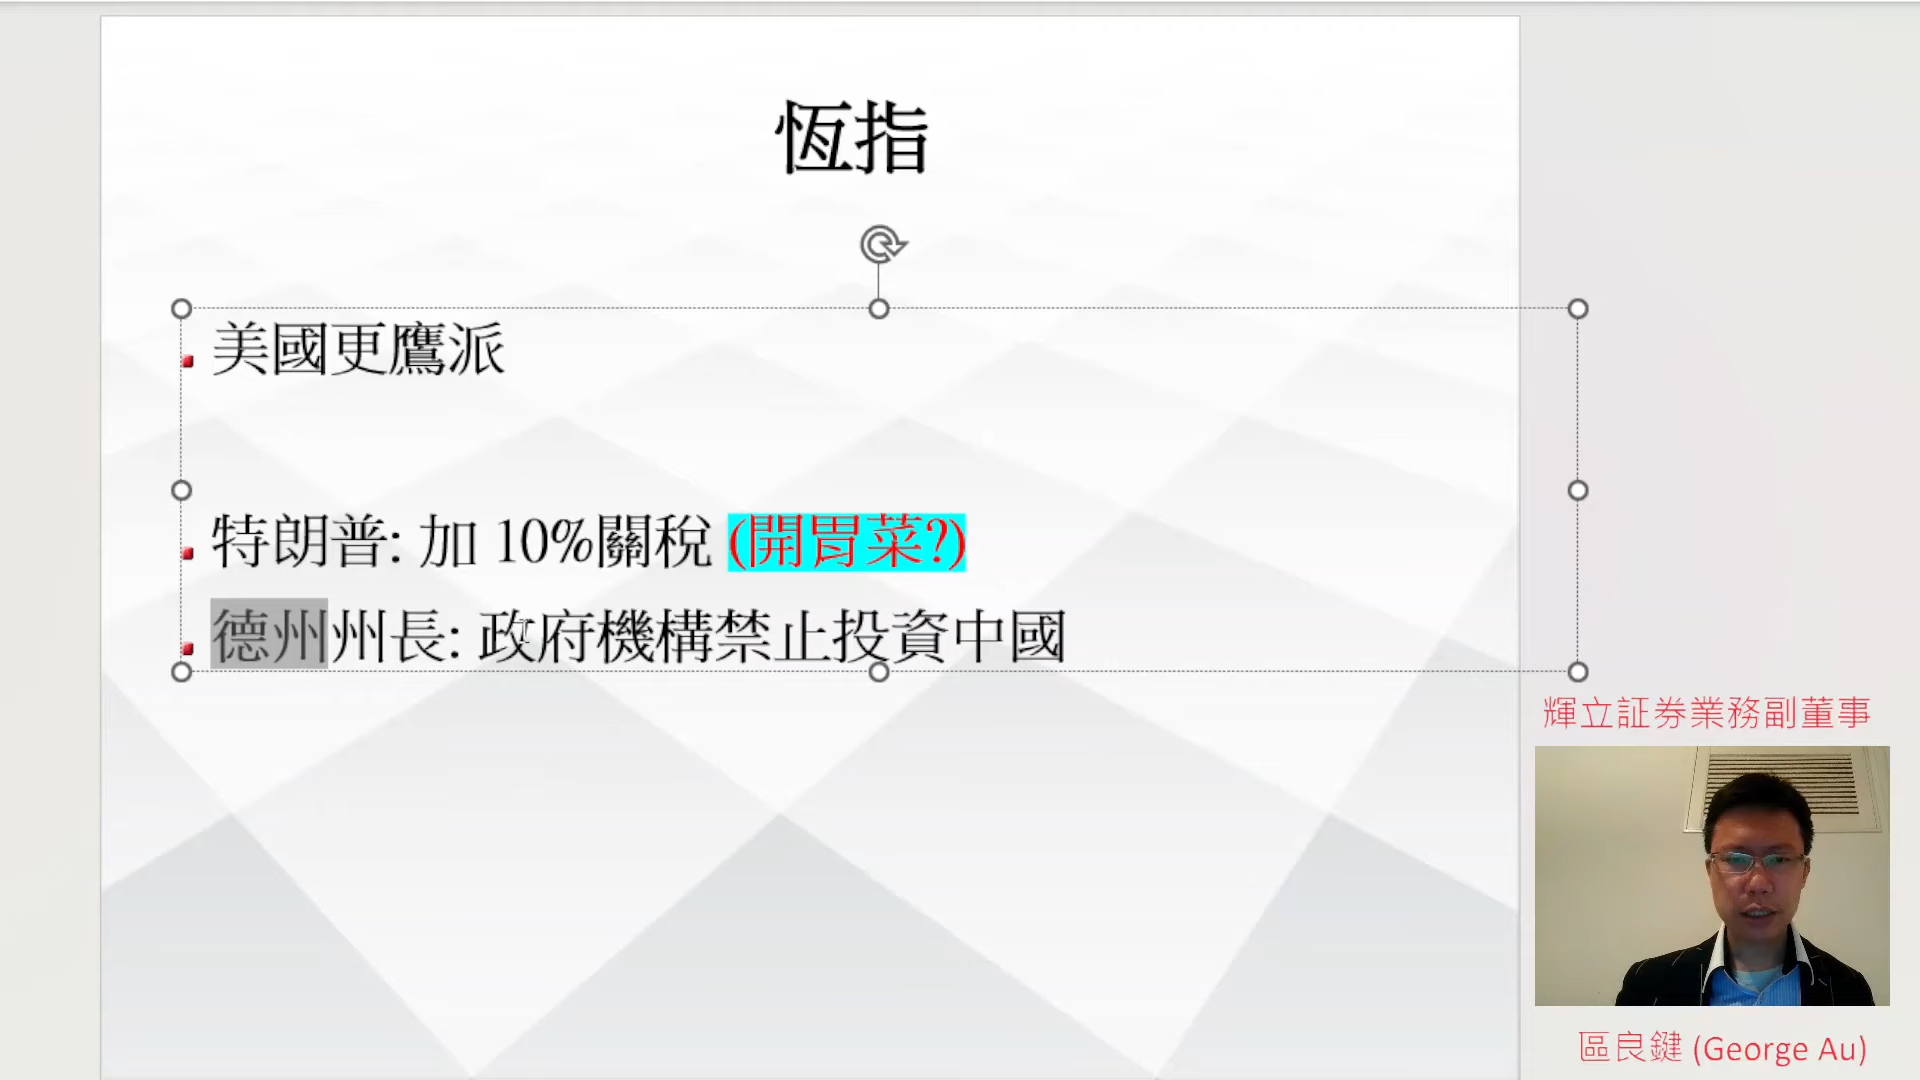 恆指
美國更鷹派
特朗普: 加 10%關稅 (開胃菜?)
德州州長: 政府機構禁止投資中國
輝立証券業務副董事
區良鍵 (George Au)